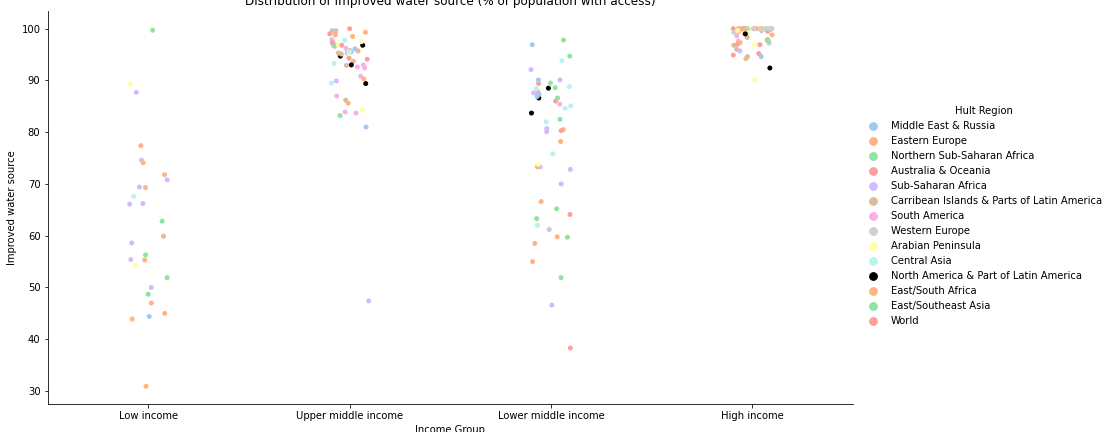 Distribution of Improved water source (% of population with access)
100
90
80
70
60
50
40
30
Improved water source
Low income
Upper middle income
Lower middle income
High income
Income Group
Hult Region
Middle East & Russia
Eastern Europe
Northern Sub-Saharan Africa
Australia & Oceania
Sub-Saharan Africa
Carribean Islands & Parts of Latin America
South America
Western Europe
Arabian Peninsula
Central Asia
North America & Part of Latin America
East/South Africa
East/Southeast Asia
World